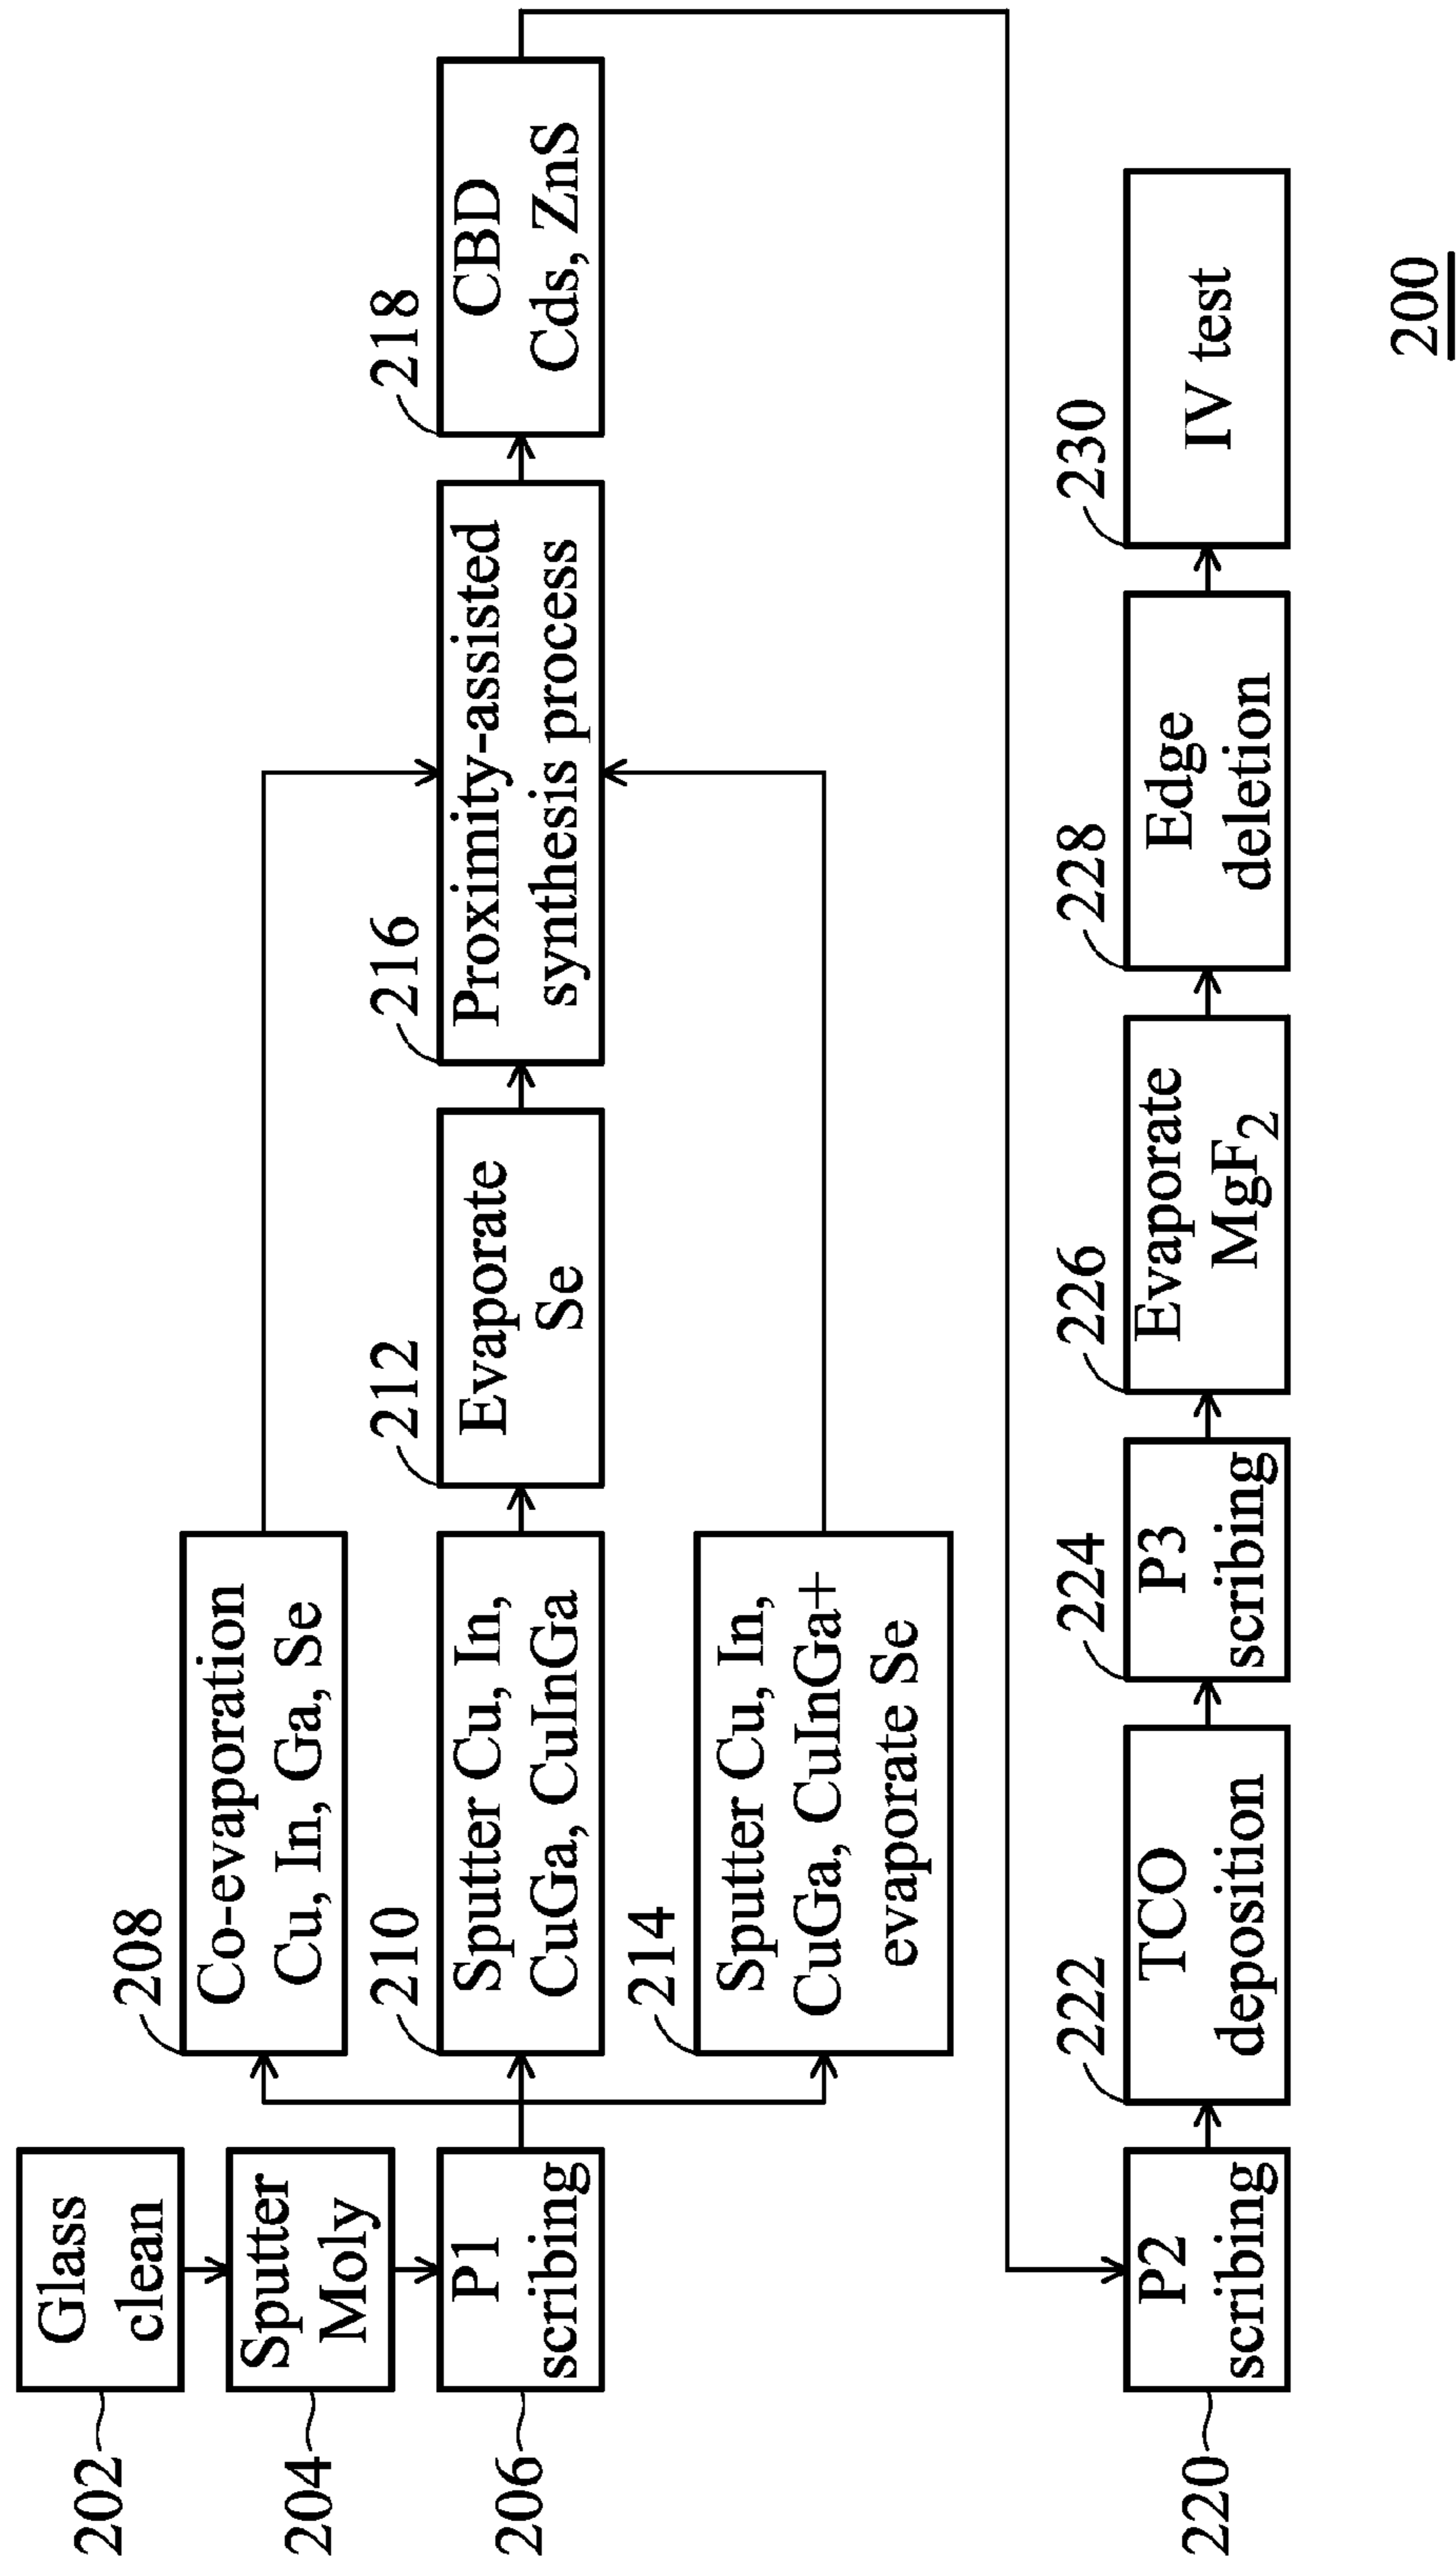 202
Glass
clean
204
Sputter
Moly
206
P1
scribing
208
Co-evaporation
Cu, In, Ga, Se
210
Sputter Cu, In,
CuGa, CuInGa
212
Evaporate
Se
214
Sputter Cu, In,
CuGa, CuInGa+
evaporate Se
216
Proximity-assisted
synthesis process
218
CBD
Cds, ZnS
220
P2
scribing
222
TCO
deposition
224
P3
scribing
226
Evaporate
MgF₂
228
Edge
deletion
230
IV test
200